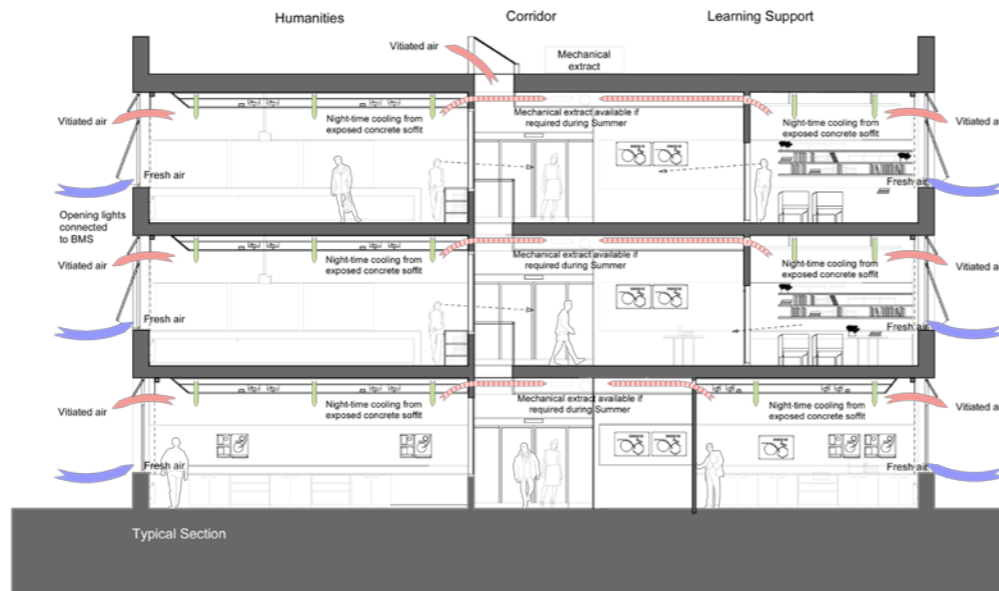 Humanities
Corridor
Learning Support
Vitiated air
Mechanical
extract
Vitiated air
Night-time cooling from
exposed concrete soffit
Mechanical extract available if
required during Summer
Night-time cooling from
exposed concrete soffit
Vitiated a
Fresh air
Fresh air
Opening lights
connected
to BMS
Vitiated air
Night-time cooling from
exposed concrete soffit
Mechanical extract available if
required during Summer
Night-time cooling from
exposed concrete soffit
Vitiated a
Fresh air
Fresh air
Vitiated air
Night-time cooling from
exposed concrete soffit
Mechanical extract available if
required during Summer
Night-time cooling from
exposed concrete soffit
Vitiated a
Fresh air
Fresh air
Typical Section